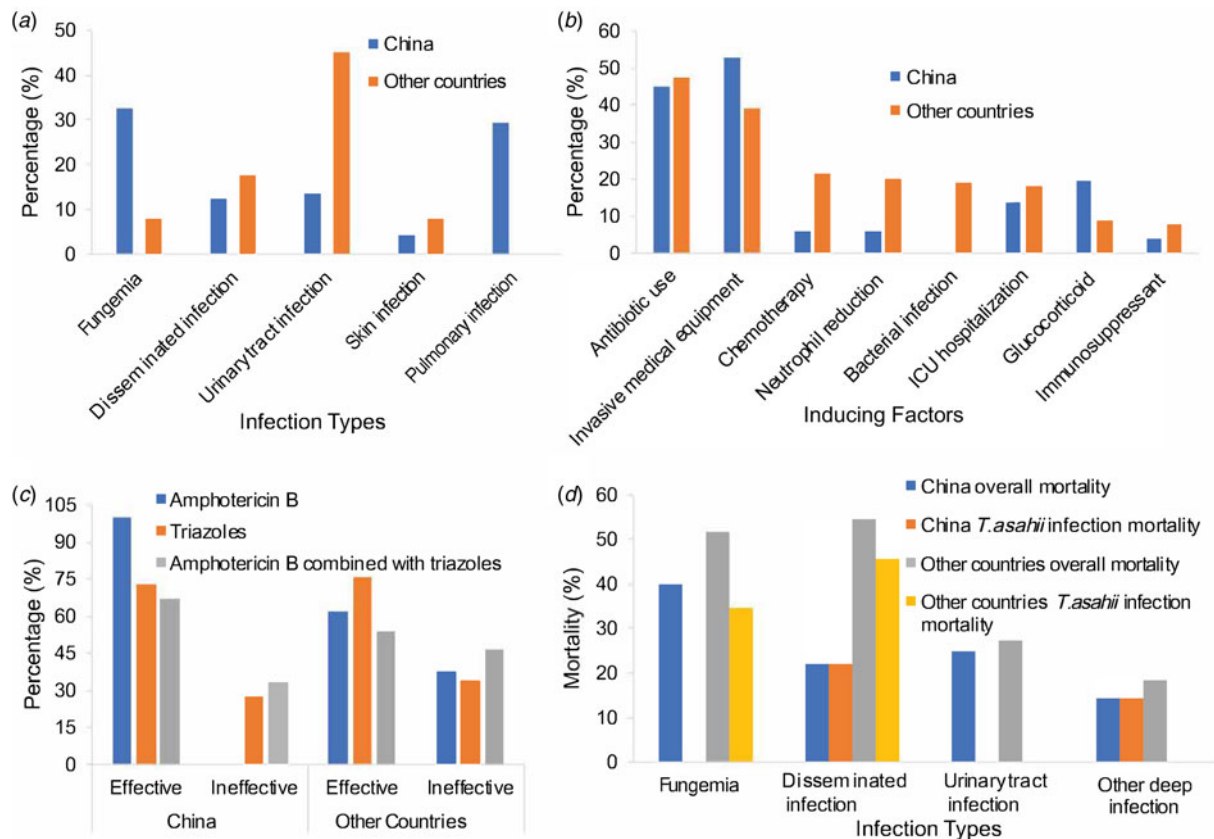 (a)
50
40
30
20
10
0
Percentage (%)
China
Other countries
Fungemia
Disseminated infection
Urinary tract infection
Skin infection
Pulmonary infection
Infection Types
(b)
60
50
40
30
20
10
0
Percentage (%)
China
Other countries
Antibiotic use
Invasive medical equipment
Chemotherapy
Neutrophil reduction
Bacterial infection
ICU hospitalization
Glucocorticoid
Immunosuppressant
Inducing Factors
(c)
105
90
75
60
45
30
15
0
Percentage (%)
Amphotericin B
Triazoles
Amphotericin B combined with triazoles
Effective Ineffective Effective Ineffective
China Other Countries
(d)
60
50
40
30
20
10
0
Mortality (%)
China overall mortality
China T.asahii infection mortality
Other countries overall mortality
Other countries T.asahii infection
mortality
Fungemia
Disseminated
infection
Urinary tract
infection
Other deep
infection
Infection Types